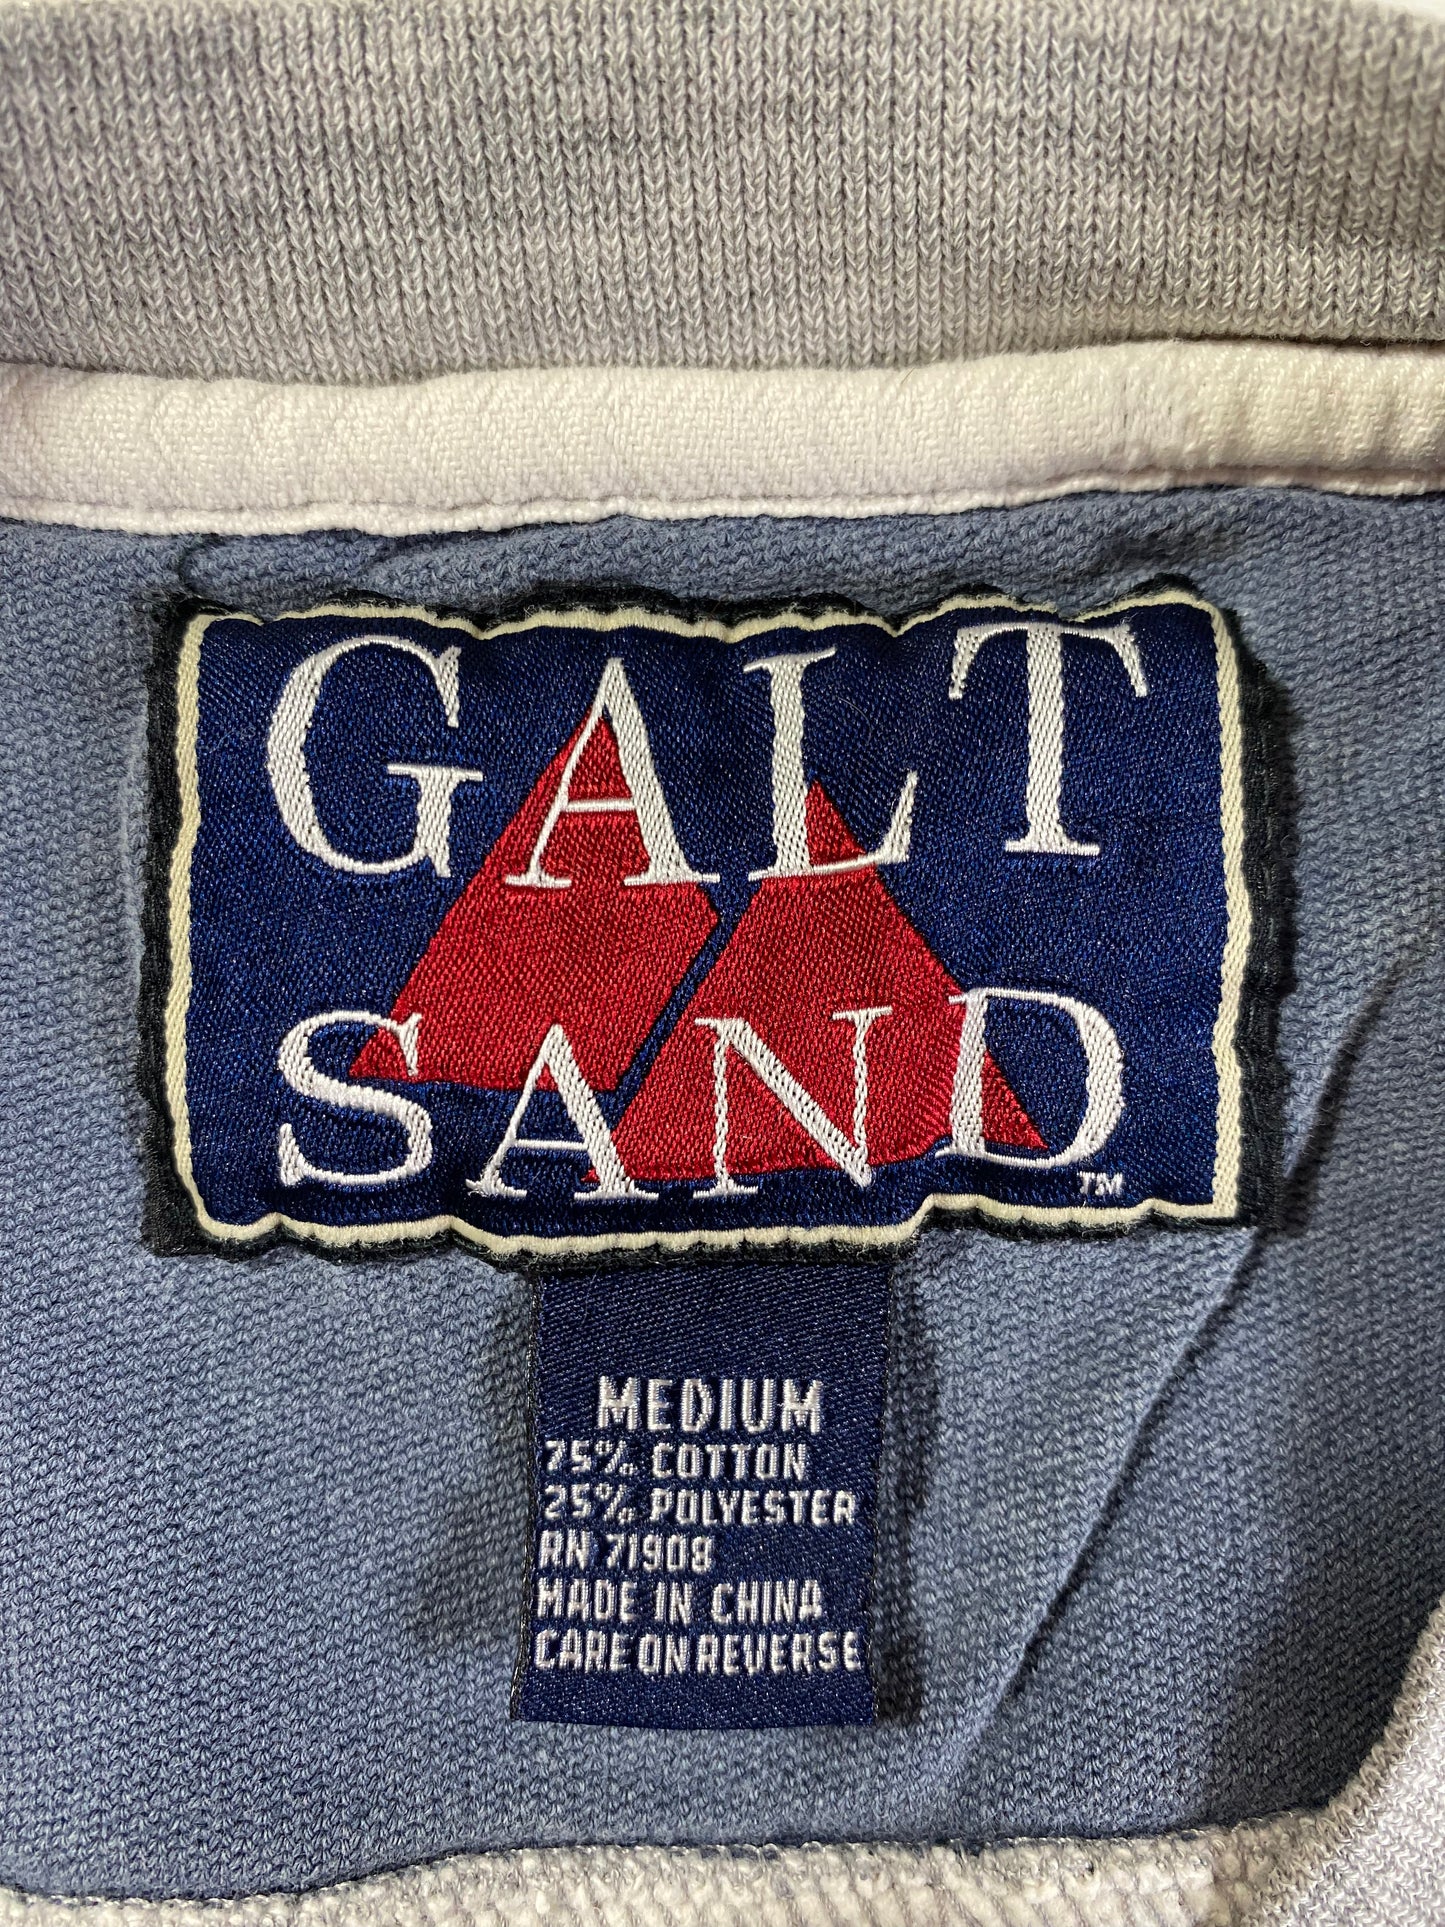 GALT
SAND
TM
MEDIUM
75% COTTON
25% POLYESTER
RN 71908
MADE IN CHINA
CARE ON REVERSE